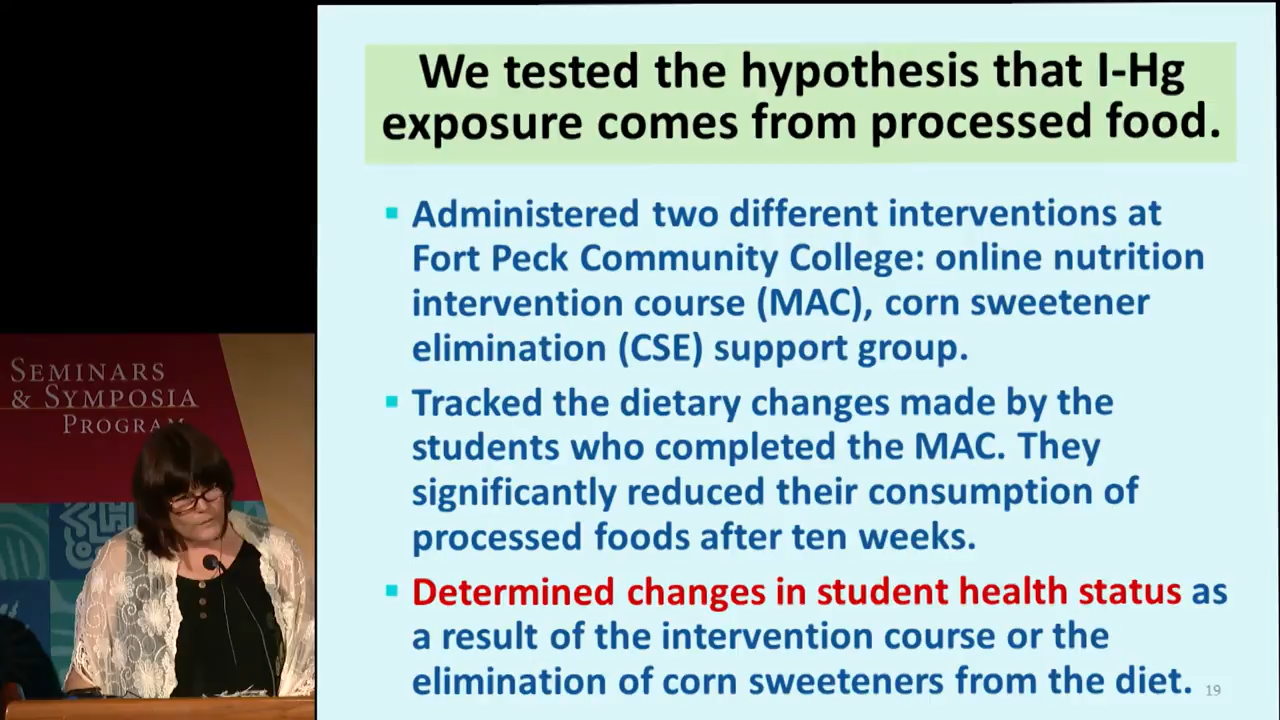 We tested the hypothesis that I-Hg
exposure comes from processed food.
▪ Administered two different interventions at
Fort Peck Community College: online nutrition
intervention course (MAC), corn sweetener
elimination (CSE) support group.
▪ Tracked the dietary changes made by the
students who completed the MAC. They
significantly reduced their consumption of
processed foods after ten weeks.
▪ Determined changes in student health status as
a result of the intervention course or the
elimination of corn sweeteners from the diet.
19
SEMINARS
& SYMPOSIA
PROGRAM